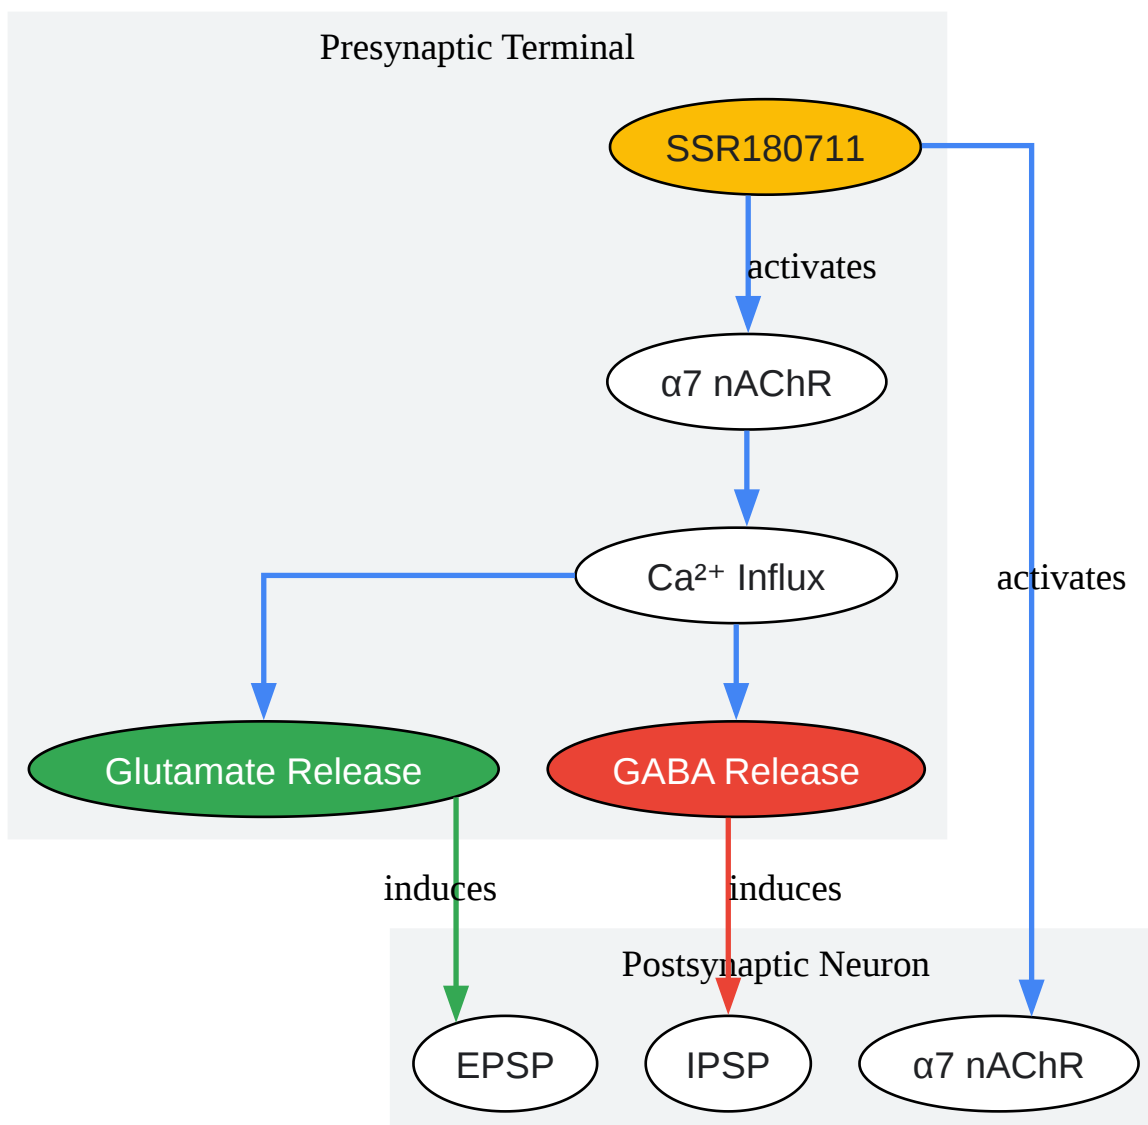 Presynaptic Terminal
SSR180711
activates
α7 nAChR
Ca²⁺ Influx
activates
Glutamate Release
GABA Release
induces
induces
Postsynaptic Neuron
EPSP
IPSP
α7 nAChR